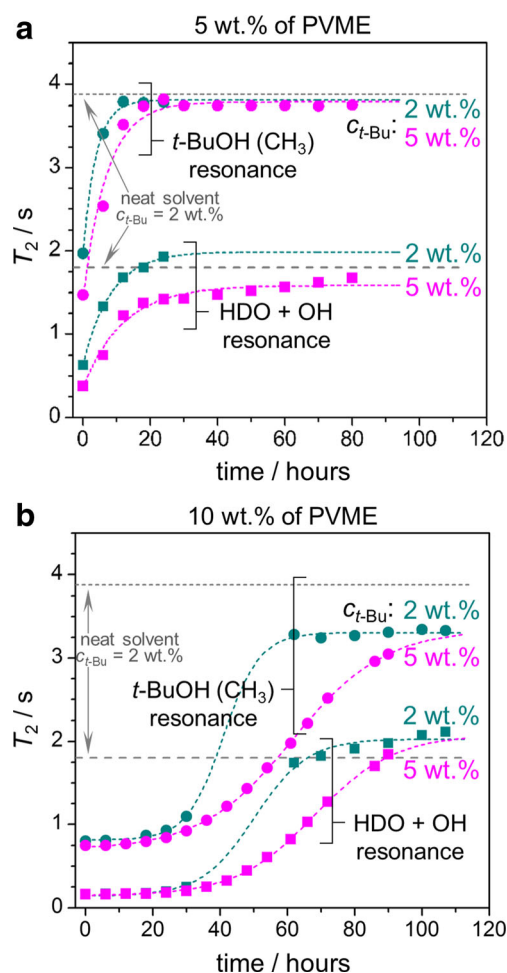 a
5 wt.% of PVME
4
3
2
1
0
T2 / s
ct-Bu: 2 wt.%
5 wt.%
t-BuOH (CH3)
resonance
neat solvent
ct-Bu = 2 wt.%
2 wt.%
5 wt.%
HDO + OH
resonance
0 20 40 60 80 100 120
time / hours
b
10 wt.% of PVME
4
3
2
1
0
T2 / s
ct-Bu: 2 wt.%
5 wt.%
neat solvent
ct-Bu = 2 wt.%
t-BuOH (CH3)
resonance
2 wt.%
5 wt.%
HDO + OH
resonance
0 20 40 60 80 100 120
time / hours